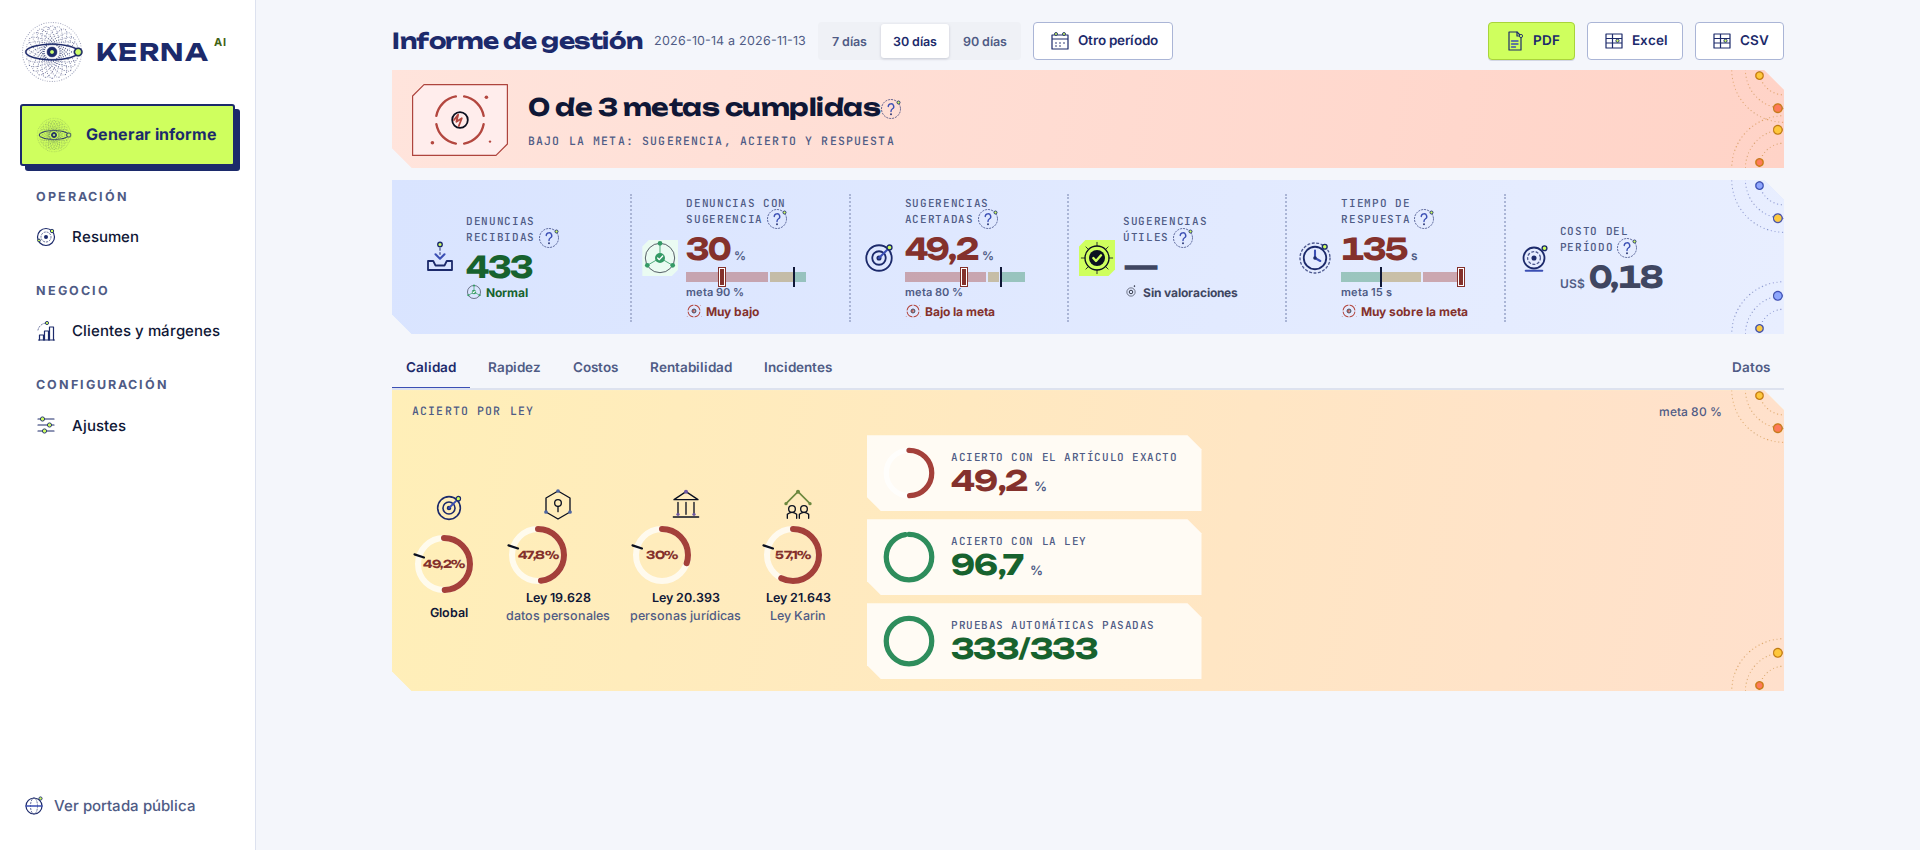 KERNA AI
Generar informe
OPERACIÓN
Resumen
NEGOCIO
Clientes y márgenes
CONFIGURACIÓN
Ajustes
Ver portada pública
Informe de gestión
2026-10-14 a 2026-11-13
7 días
30 días
90 días
Otro período
PDF
Excel
CSV
0 de 3 metas cumplidas ?
BAJO LA META: SUGERENCIA, ACIERTO Y RESPUESTA
DENUNCIAS
RECIBIDAS ?
433
Normal
DENUNCIAS CON
SUGERENCIA ?
30 %
meta 90 %
Muy bajo
SUGERENCIAS
ACERTADAS ?
49,2 %
meta 80 %
Bajo la meta
SUGERENCIAS
ÚTILES ?
—
Sin valoraciones
TIEMPO DE
RESPUESTA ?
135 s
meta 15 s
Muy sobre la meta
COSTO DEL
PERÍODO ?
US$ 0,18
Calidad
Rapidez
Costos
Rentabilidad
Incidentes
Datos
ACIERTO POR LEY
meta 80 %
49,2%
Global
47,8%
Ley 19.628
datos personales
30%
Ley 20.393
personas jurídicas
57,1%
Ley 21.643
Ley Karin
ACIERTO CON EL ARTÍCULO EXACTO
49,2 %
ACIERTO CON LA LEY
96,7 %
PRUEBAS AUTOMÁTICAS PASADAS
333/333